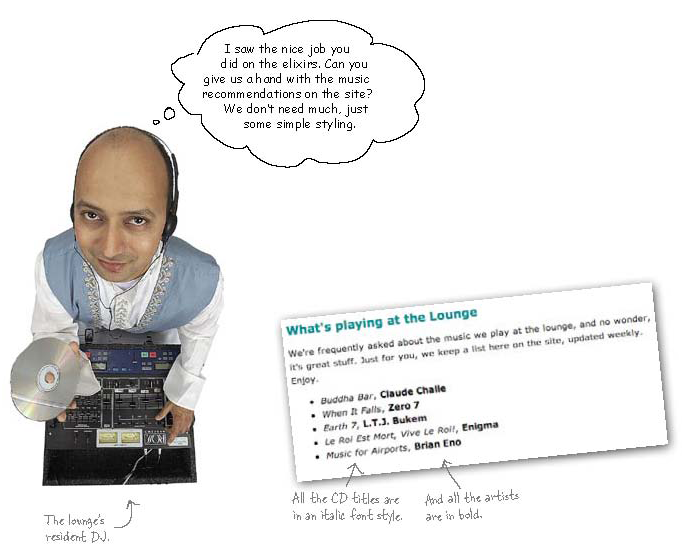 I saw the nice job you
did on the elixirs. Can you
give us a hand with the music
recommendations on the site?
We don't need much, just
some simple styling.
What's playing at the Lounge
We're frequently asked about the music we play at the lounge, and no wonder,
it's great stuff. Just for you, we keep a list here on the site, updated weekly.
Enjoy.
• Buddha Bar, Claude Challe
• When It Falls, Zero 7
• Earth 7, L.T.J. Bukem
• Le Roi Est Mort, Vive Le Roi!, Enigma
• Music for Airports, Brian Eno
All the CD titles are
in an italic font style.
And all the artists
are in bold.
The lounge's
resident DJ.